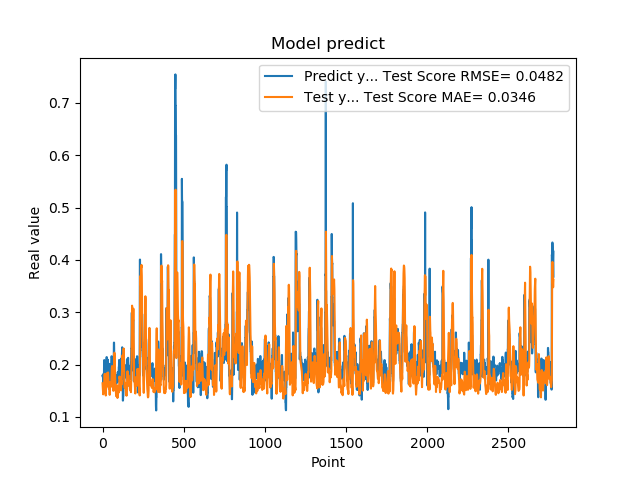 Model predict
Predict y... Test Score RMSE= 0.0482
Test y... Test Score MAE= 0.0346
Real value
0.7
0.6
0.5
0.4
0.3
0.2
0.1
0 500 1000 1500 2000 2500
Point